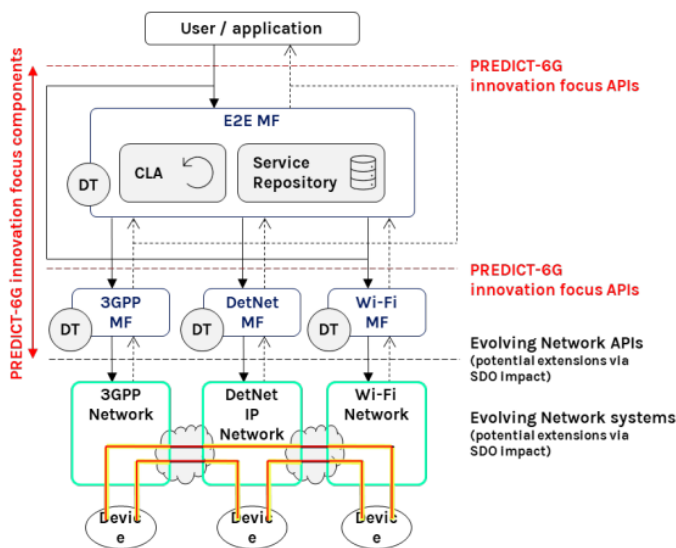 User / application
PREDICT-6G
innovation focus APIs
PREDICT-6G innovation focus components
E2E MF
CLA
Service
Repository
DT
PREDICT-6G
innovation focus APIs
3GPP
MF
DetNet
MF
Wi-Fi
MF
DT
DT
DT
Evolving Network APIs
(potential extensions via
SDO impact)
3GPP
Network
DetNet
IP
Network
Wi-Fi
Network
Evolving Network systems
(potential extensions via
SDO impact)
Devic
e
Devic
e
Devic
e